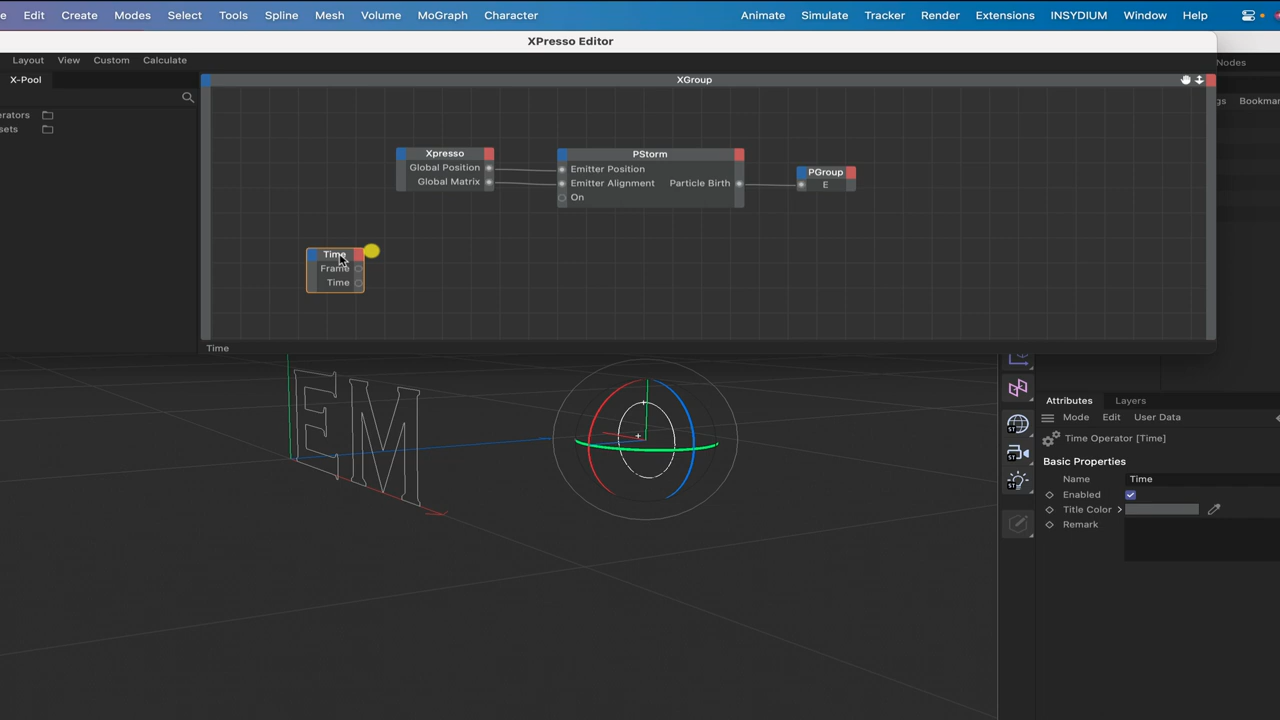 e Edit Create Modes Select Tools Spline Mesh Volume MoGraph Character Animate Simulate Tracker Render Extensions INSYDIUM Window Help
XPresso Editor
Layout View Custom Calculate
Nodes
X-Pool
XGroup
gs Bookmar
erators
sets
Xpresso
Global Position
Global Matrix
PStorm
Emitter Position
Emitter Alignment Particle Birth
On
PGroup
E
Time
Frame
Time
Time
EM
Attributes Layers
Mode Edit User Data
Time Operator [Time]
Basic Properties
Name Time
Enabled
Title Color
Remark
ST
ST